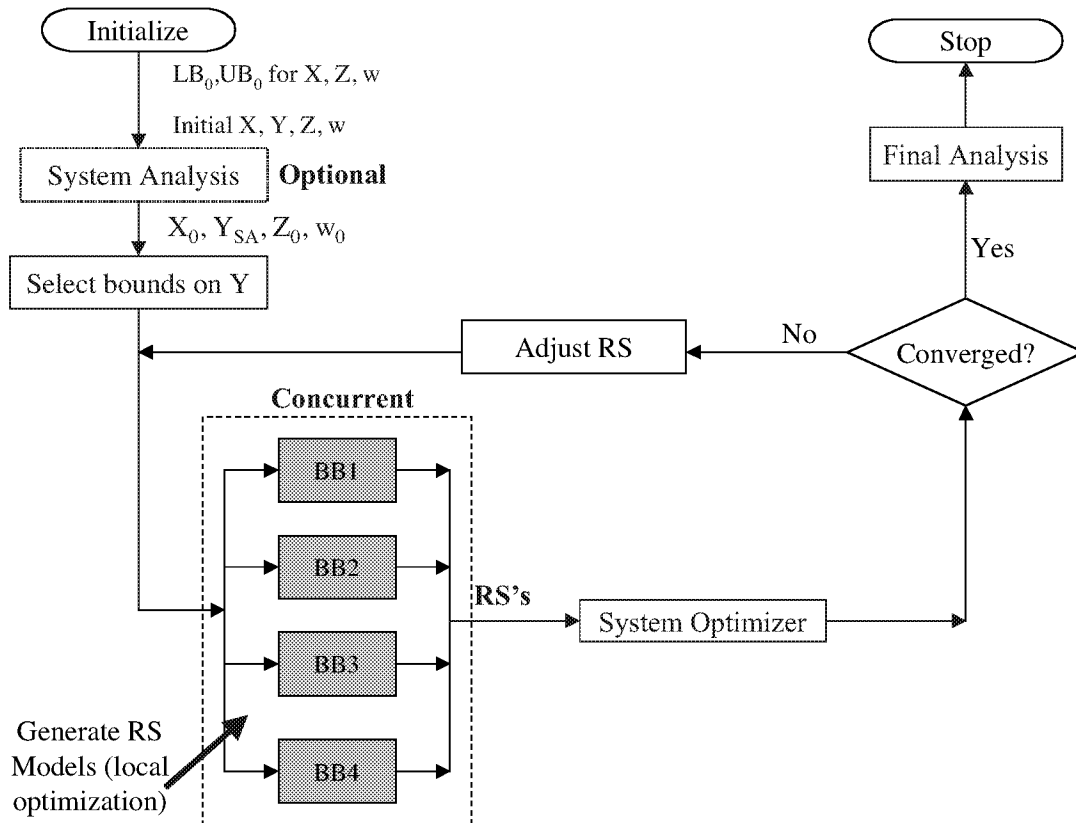 Initialize
LB₀,UB₀ for X, Z, w
Initial X, Y, Z, w
System Analysis
Optional
X₀, Y_SA, Z₀, w₀
Select bounds on Y
Stop
Final Analysis
Yes
Converged?
No
Adjust RS
Concurrent
BB1
BB2
BB3
BB4
RS's
System Optimizer
Generate RS
Models (local
optimization)